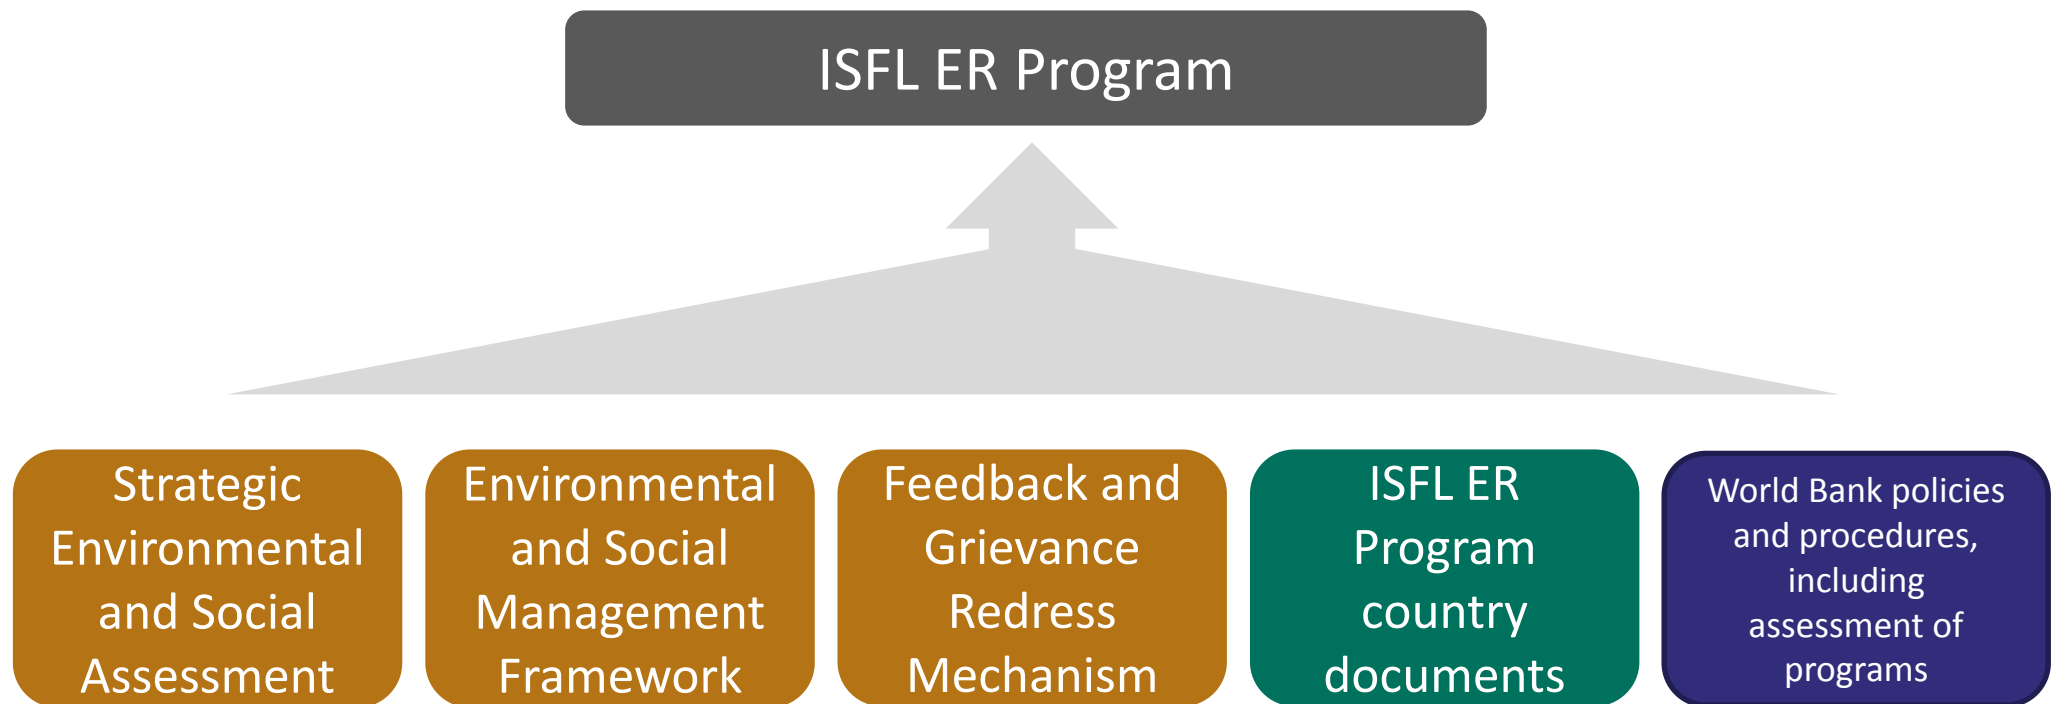 ISFL ER Program
Strategic
Environmental
and Social
Assessment
Environmental
and Social
Management
Framework
Feedback and
Grievance
Redress
Mechanism
ISFL ER
Program
country
documents
World Bank policies
and procedures,
including
assessment of
programs